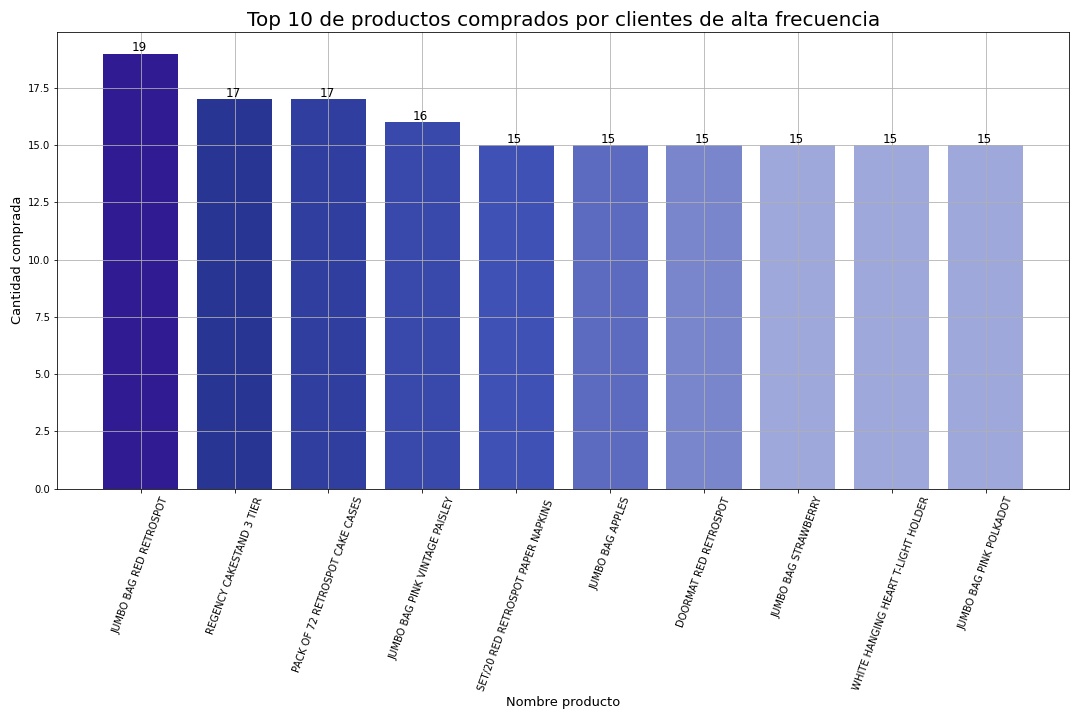 Top 10 de productos comprados por clientes de alta frecuencia
Cantidad comprada
17.5
15.0
12.5
10.0
7.5
5.0
2.5
0.0
19
17
17
16
15
15
15
15
15
15
JUMBO BAG RED RETROSPOT
REGENCY CAKESTAND 3 TIER
PACK OF 72 RETROSPOT CAKE CASES
JUMBO BAG PINK VINTAGE PAISLEY
SET/20 RED RETROSPOT PAPER NAPKINS
JUMBO BAG APPLES
DOORMAT RED RETROSPOT
JUMBO BAG STRAWBERRY
WHITE HANGING HEART T-LIGHT HOLDER
JUMBO BAG PINK POLKADOT
Nombre producto